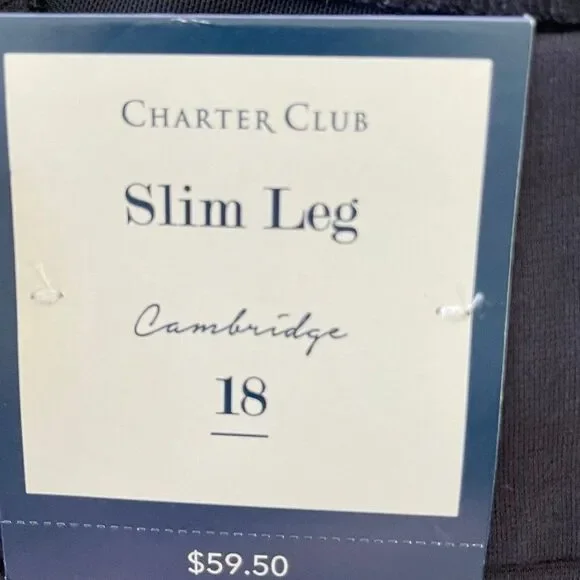 CHARTER CLUB
Slim Leg
Cambridge
18
$59.50